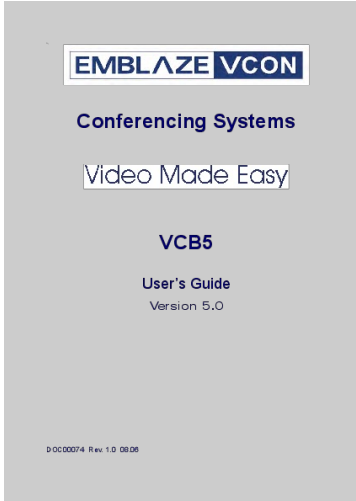 EMBLAZE VCON
Conferencing Systems
Video Made Easy
VCB5
User's Guide
Version 5.0
DOC00074 Rev. 1.0 08.06